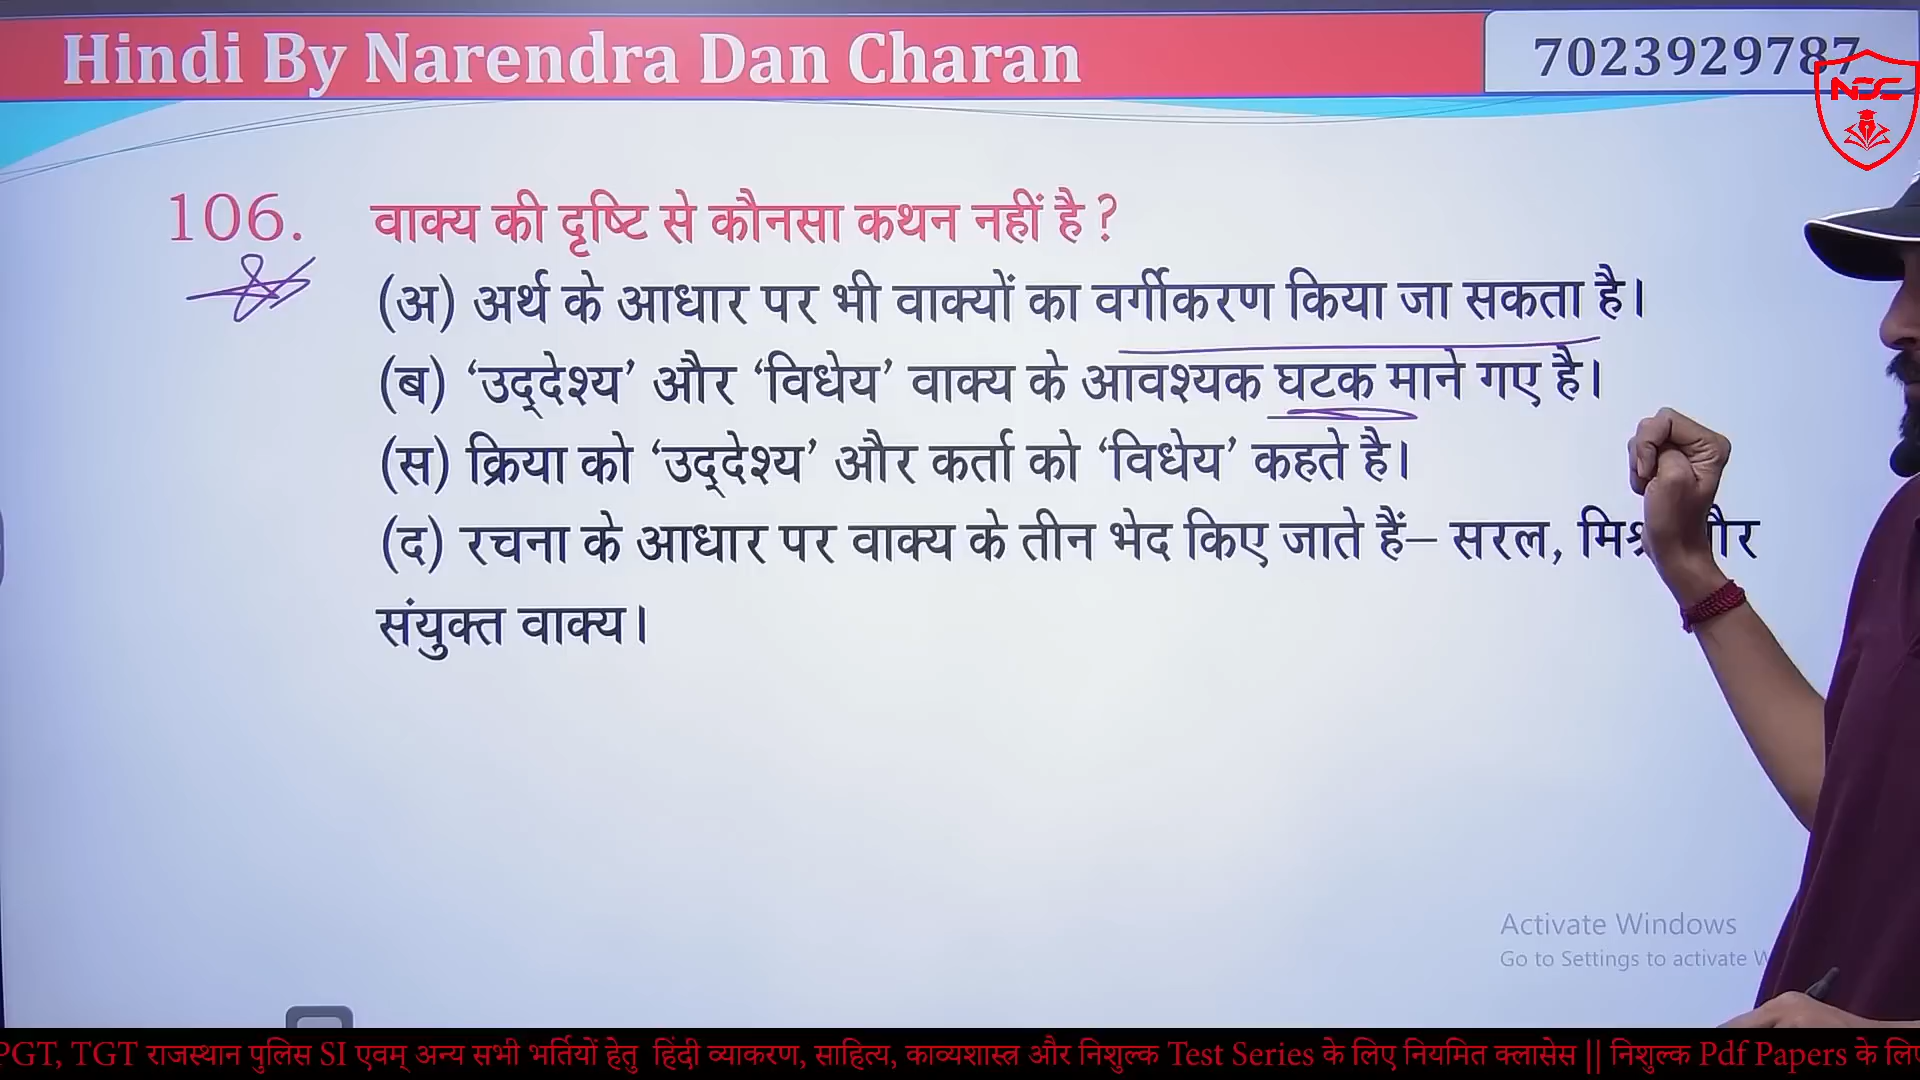 Hindi By Narendra Dan Charan
7023929787
NDC
106. वाक्य की दृष्टि से कौनसा कथन नहीं है ?
(अ) अर्थ के आधार पर भी वाक्यों का वर्गीकरण किया जा सकता है।
(ब) ‘उद्देश्य’ और ‘विधेय’ वाक्य के आवश्यक घटक माने गए है।
(स) क्रिया को ‘उद्देश्य’ और कर्ता को ‘विधेय’ कहते है।
(द) रचना के आधार पर वाक्य के तीन भेद किए जाते हैं– सरल,
संयुक्त वाक्य।
Activate Windows
Go to Settings to activate
PGT, TGT राजस्थान पुलिस SI एवम् अन्य सभी भर्तियों हेतु हिंदी व्याकरण, साहित्य, काव्यशास्त्र और निशुल्क Test Series के लिए नियमित क्लासेस || निशुल्क Pdf Papers के